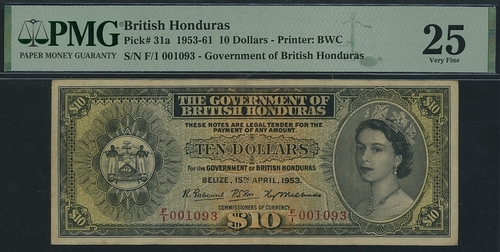 PMG
PAPER MONEY GUARANTY
British Honduras
Pick# 31a 1953-61 10 Dollars - Printer: BWC
S/N F/1 001093 - Government of British Honduras
25
Very Fine
$10
$10
THE GOVERNMENT OF
BRITISH HONDURAS
THESE NOTES ARE LEGAL TENDER FOR THE
PAYMENT OF ANY AMOUNT.
TEN DOLLARS
For the GOVERNMENT OF BRITISH HONDURAS
BELIZE, 15TH APRIL, 1953.
COMMISSIONERS OF CURRENCY
F/1 001093
$10
F/1 001093
$10
$10